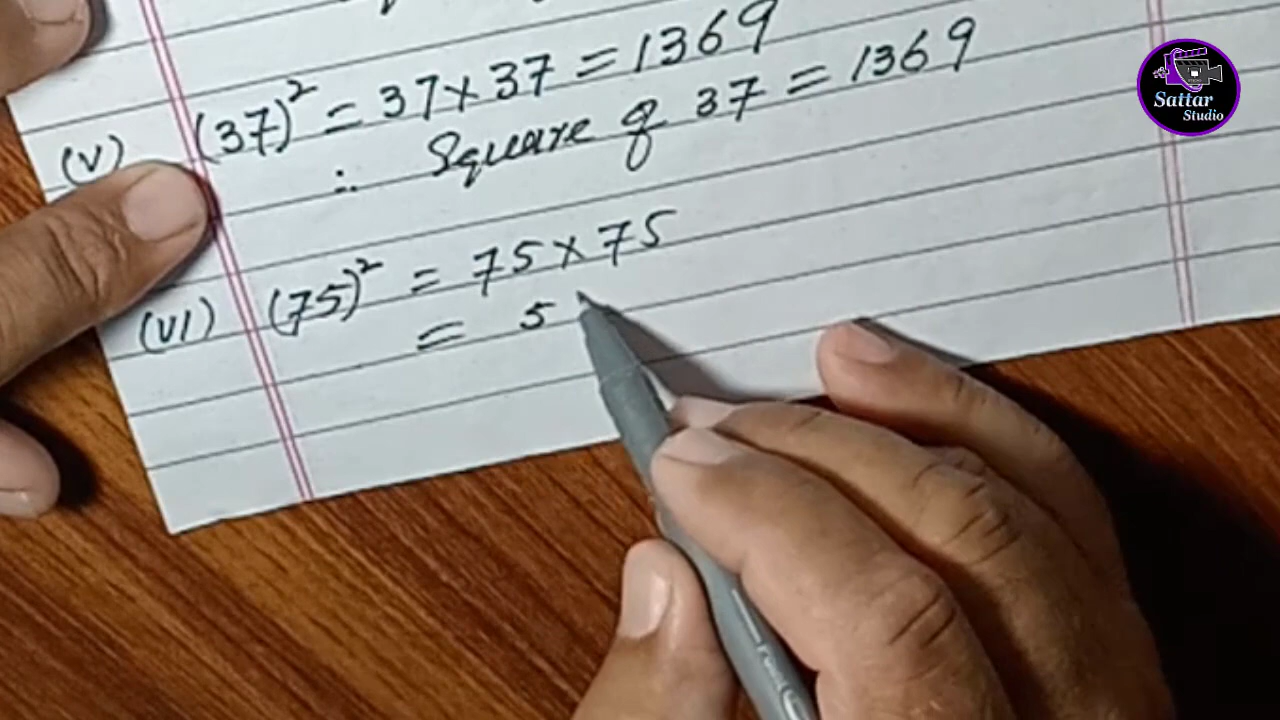 (V) (37)² = 37 × 37 = 1369
∴ Square of 37 = 1369
(VI) (75)² = 75 × 75
= 5
Sattar
Studio